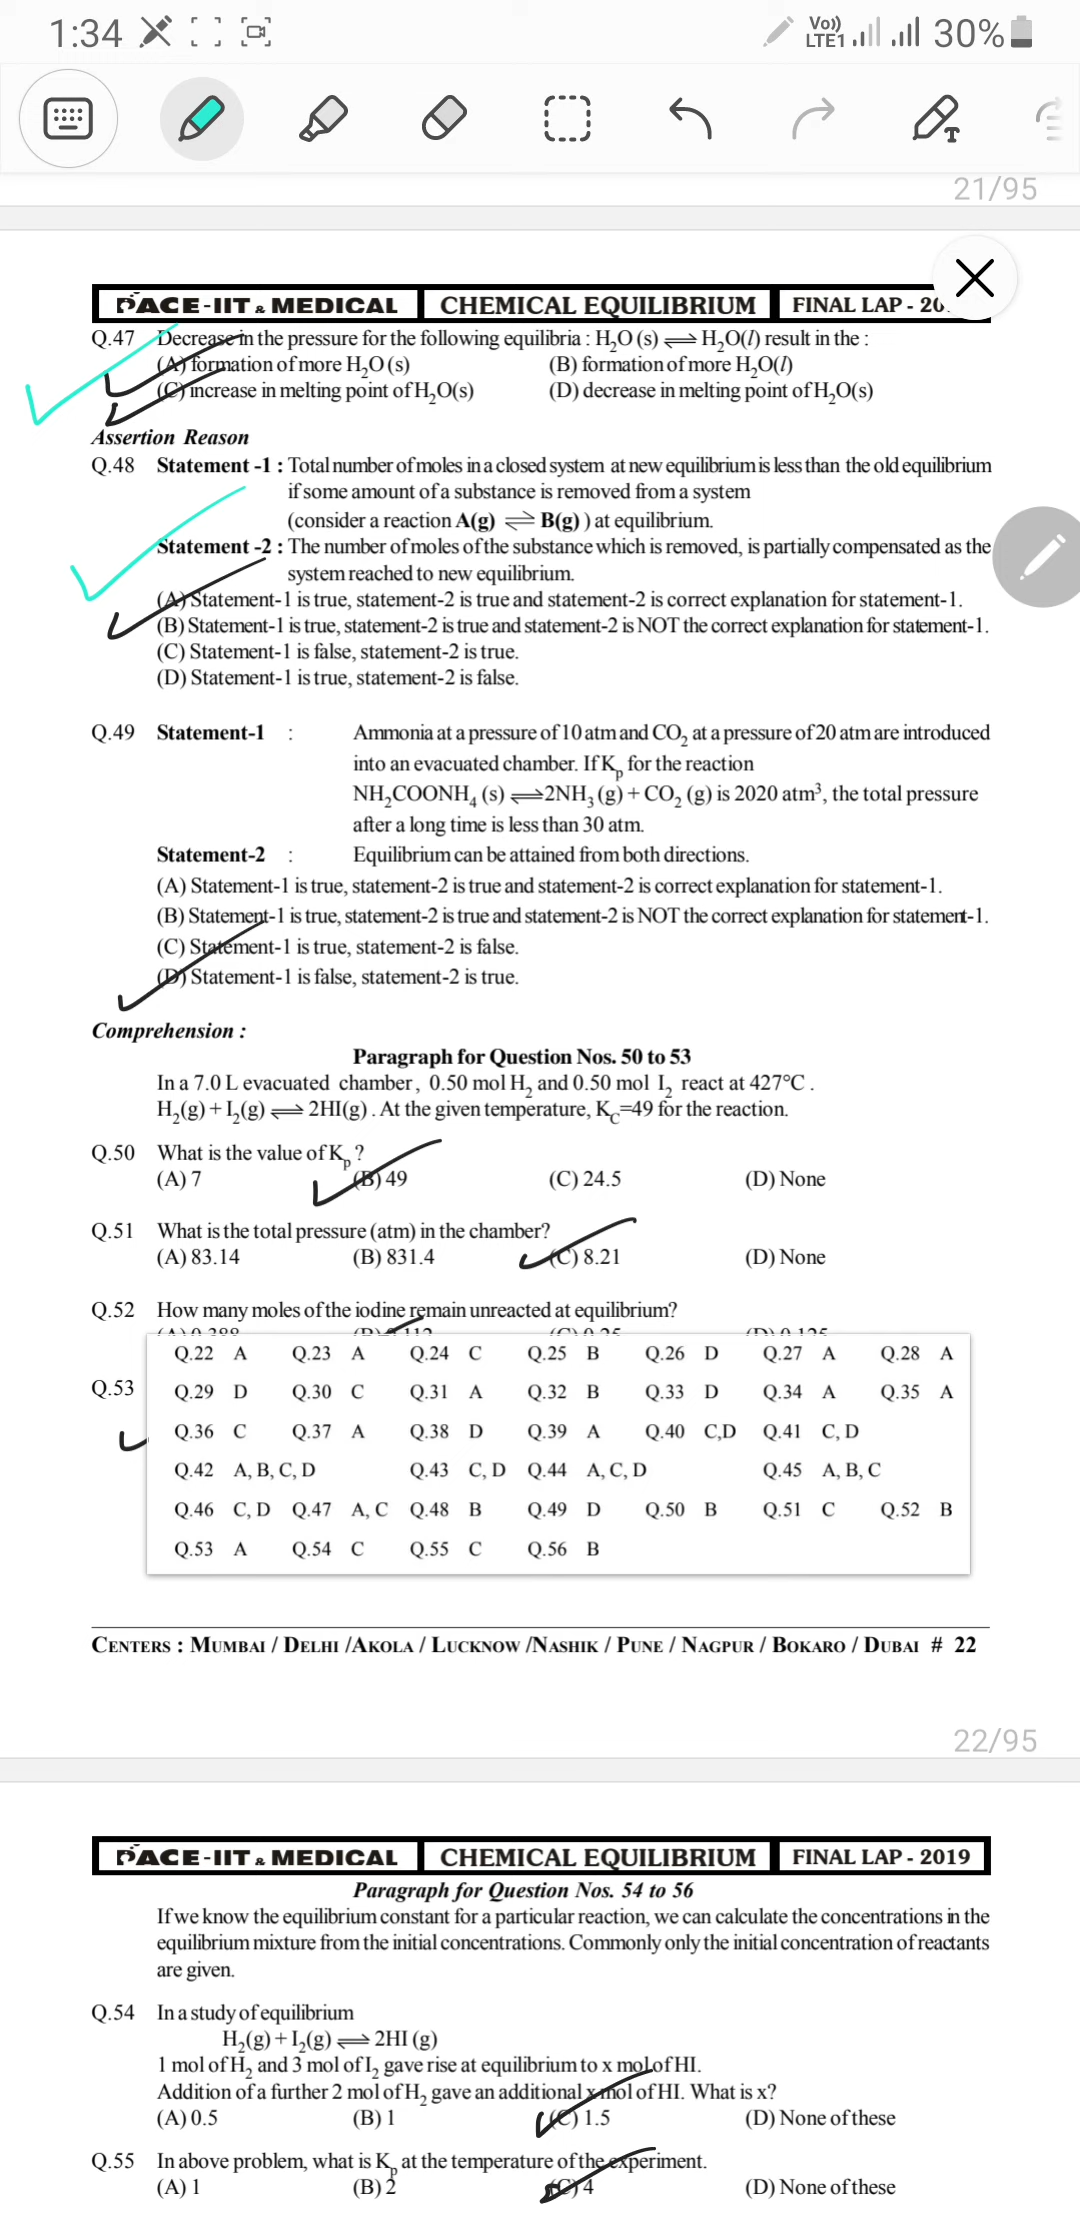 1:34
Vo))
LTE1
30%
T
21/95
PACE-IIT & MEDICAL CHEMICAL EQUILIBRIUM FINAL LAP - 20
Q.47 Decrease in the pressure for the following equilibria : H₂O (s) ⇌ H₂O(l) result in the :
(A) formation of more H₂O (s) (B) formation of more H₂O(l)
(C) increase in melting point of H₂O(s) (D) decrease in melting point of H₂O(s)
Assertion Reason
Q.48 Statement -1 : Total number of moles in a closed system at new equilibrium is less than the old equilibrium
if some amount of a substance is removed from a system
(consider a reaction A(g) ⇌ B(g) ) at equilibrium.
Statement -2 : The number of moles of the substance which is removed, is partially compensated as the
system reached to new equilibrium.
(A) Statement-1 is true, statement-2 is true and statement-2 is correct explanation for statement-1.
(B) Statement-1 is true, statement-2 is true and statement-2 is NOT the correct explanation for statement-1.
(C) Statement-1 is false, statement-2 is true.
(D) Statement-1 is true, statement-2 is false.
Q.49 Statement-1 : Ammonia at a pressure of 10 atm and CO₂ at a pressure of 20 atm are introduced
into an evacuated chamber. If Kₚ for the reaction
NH₂COONH₄ (s) ⇌ 2NH₃ (g) + CO₂ (g) is 2020 atm³, the total pressure
after a long time is less than 30 atm.
Statement-2 : Equilibrium can be attained from both directions.
(A) Statement-1 is true, statement-2 is true and statement-2 is correct explanation for statement-1.
(B) Statement-1 is true, statement-2 is true and statement-2 is NOT the correct explanation for statement-1.
(C) Statement-1 is true, statement-2 is false.
(D) Statement-1 is false, statement-2 is true.
Comprehension :
Paragraph for Question Nos. 50 to 53
In a 7.0 L evacuated chamber, 0.50 mol H₂ and 0.50 mol I₂ react at 427°C .
H₂(g) + I₂(g) ⇌ 2HI(g) . At the given temperature, K_C=49 for the reaction.
Q.50 What is the value of Kₚ ?
(A) 7 (B) 49 (C) 24.5 (D) None
Q.51 What is the total pressure (atm) in the chamber?
(A) 83.14 (B) 831.4 (C) 8.21 (D) None
Q.52 How many moles of the iodine remain unreacted at equilibrium?
(A) 0.388 (B) 0.112 (C) 0.25 (D) 0.125
Q.22 A Q.23 A Q.24 C Q.25 B Q.26 D Q.27 A Q.28 A
Q.53
Q.29 D Q.30 C Q.31 A Q.32 B Q.33 D Q.34 A Q.35 A
Q.36 C Q.37 A Q.38 D Q.39 A Q.40 C,D Q.41 C, D
Q.42 A, B, C, D Q.43 C, D Q.44 A, C, D Q.45 A, B, C
Q.46 C, D Q.47 A, C Q.48 B Q.49 D Q.50 B Q.51 C Q.52 B
Q.53 A Q.54 C Q.55 C Q.56 B
CENTERS : MUMBAI / DELHI /AKOLA / LUCKNOW /NASHIK / PUNE / NAGPUR / BOKARO / DUBAI # 22
22/95
PACE-IIT & MEDICAL CHEMICAL EQUILIBRIUM FINAL LAP - 2019
Paragraph for Question Nos. 54 to 56
If we know the equilibrium constant for a particular reaction, we can calculate the concentrations in the
equilibrium mixture from the initial concentrations. Commonly only the initial concentration of reactants
are given.
Q.54 In a study of equilibrium
H₂(g) + I₂(g) ⇌ 2HI (g)
1 mol of H₂ and 3 mol of I₂ gave rise at equilibrium to x mol of HI.
Addition of a further 2 mol of H₂ gave an additional x mol of HI. What is x?
(A) 0.5 (B) 1 (C) 1.5 (D) None of these
Q.55 In above problem, what is Kₚ at the temperature of the experiment.
(A) 1 (B) 2 (C) 4 (D) None of these